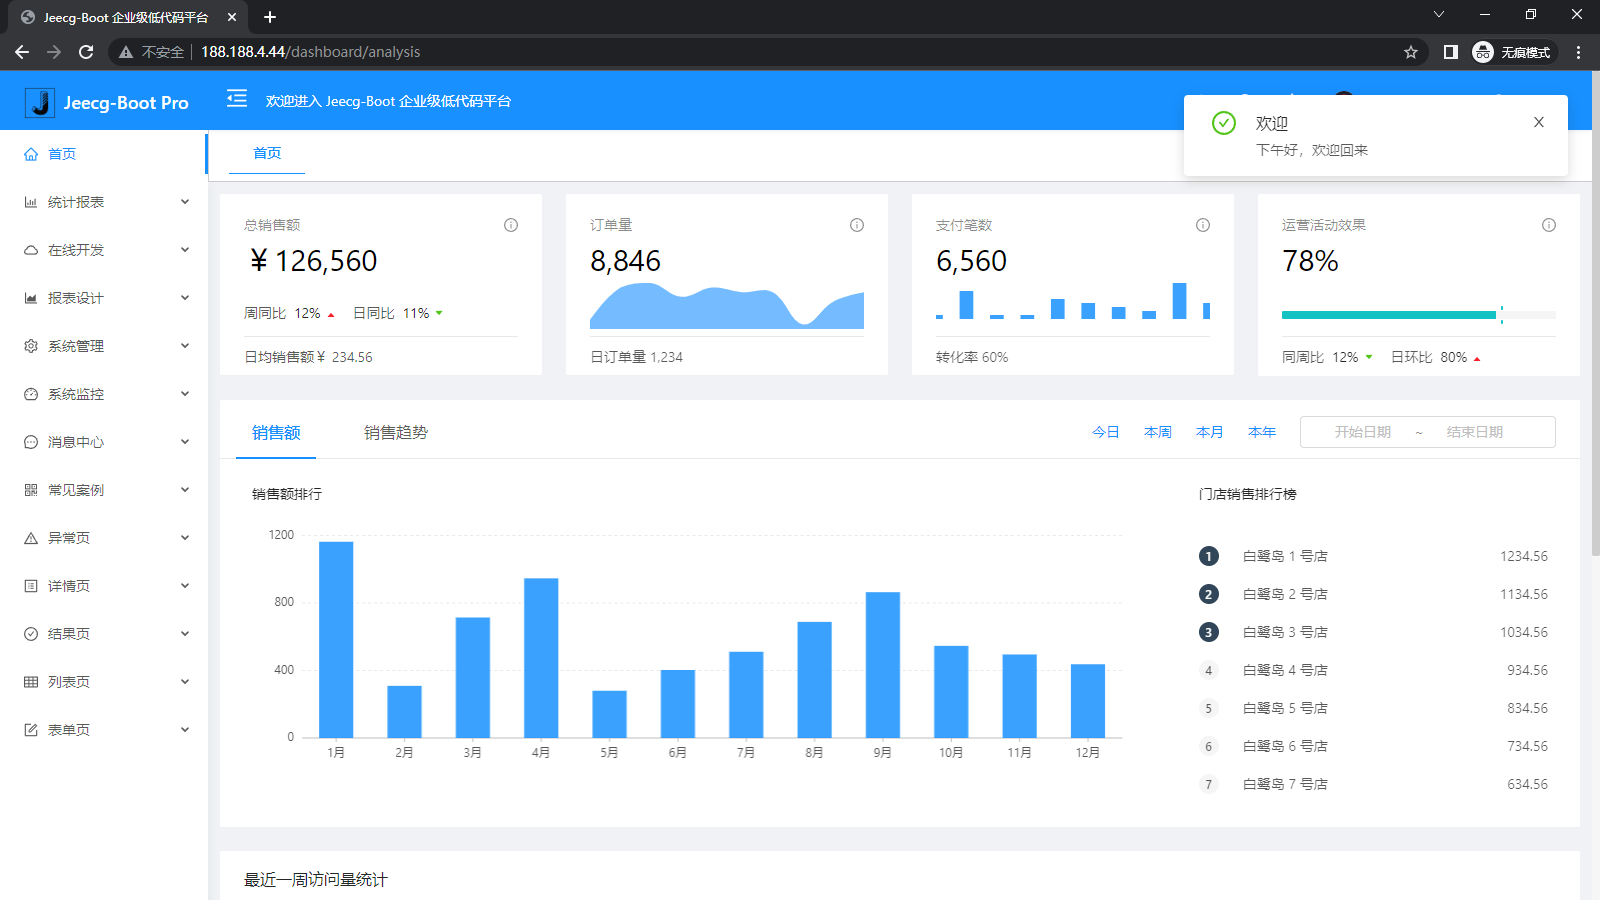 Jeecg-Boot 企业级低代码平台
不安全
188.188.4.44/dashboard/analysis
无痕模式
Jeecg-Boot Pro
欢迎进入 Jeecg-Boot 企业级低代码平台
欢迎
下午好，欢迎回来
首页
统计报表
在线开发
报表设计
系统管理
系统监控
消息中心
常见案例
异常页
详情页
结果页
列表页
表单页
首页
总销售额
¥ 126,560
周同比 12% 日同比 11%
日均销售额¥ 234.56
订单量
8,846
日订单量 1,234
支付笔数
6,560
转化率 60%
运营活动效果
78%
同周比 12% 日环比 80%
销售额 销售趋势
今日 本周 本月 本年 开始日期 ~ 结束日期
销售额排行
1200
800
400
0
1月 2月 3月 4月 5月 6月 7月 8月 9月 10月 11月 12月
门店销售排行榜
1 白鹭岛 1 号店 1234.56
2 白鹭岛 2 号店 1134.56
3 白鹭岛 3 号店 1034.56
4 白鹭岛 4 号店 934.56
5 白鹭岛 5 号店 834.56
6 白鹭岛 6 号店 734.56
7 白鹭岛 7 号店 634.56
最近一周访问量统计